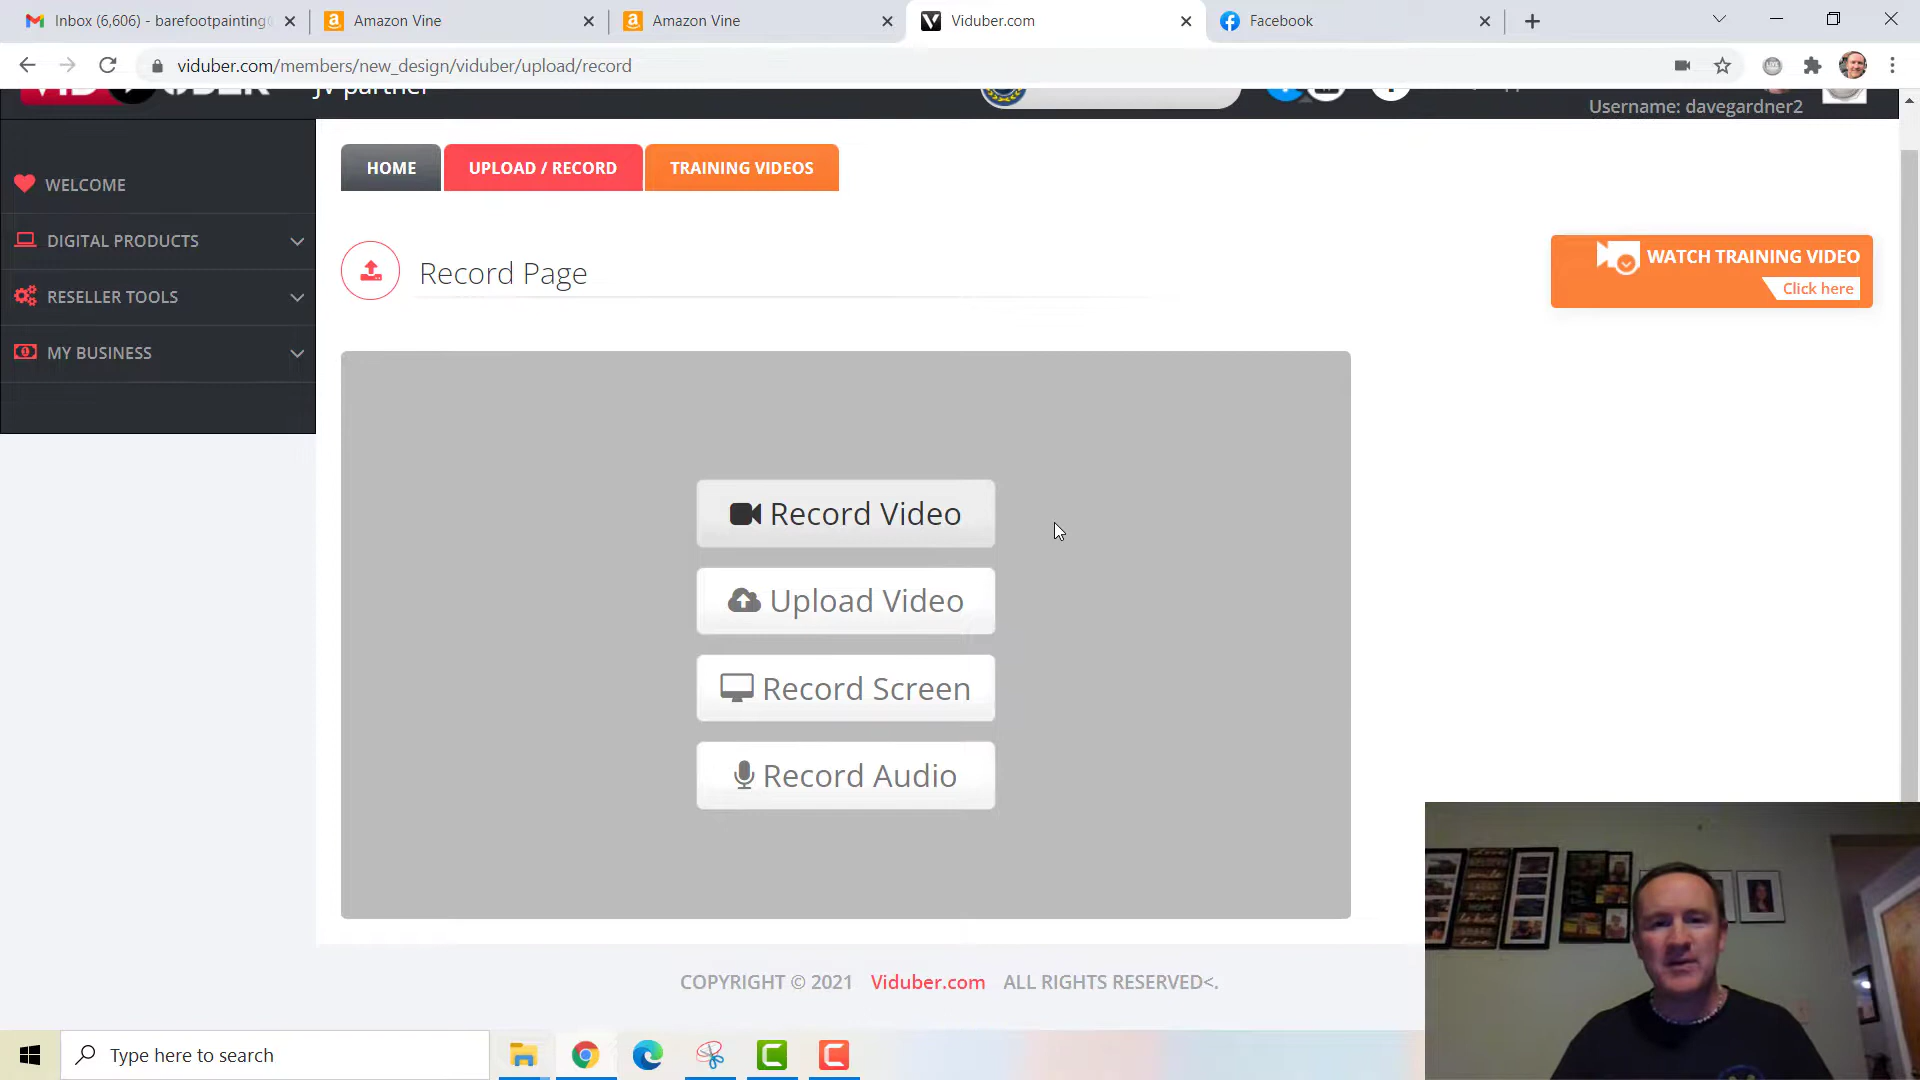 Inbox (6,606) - barefootpainting
Amazon Vine
Amazon Vine
Viduber.com
Facebook
viduber.com/members/new_design/viduber/upload/record
JV partner
Username: davegardner2
HOME
UPLOAD / RECORD
TRAINING VIDEOS
WELCOME
DIGITAL PRODUCTS
RESELLER TOOLS
MY BUSINESS
Record Page
WATCH TRAINING VIDEO
Click here
Record Video
Upload Video
Record Screen
Record Audio
COPYRIGHT © 2021 Viduber.com ALL RIGHTS RESERVED<.
Type here to search